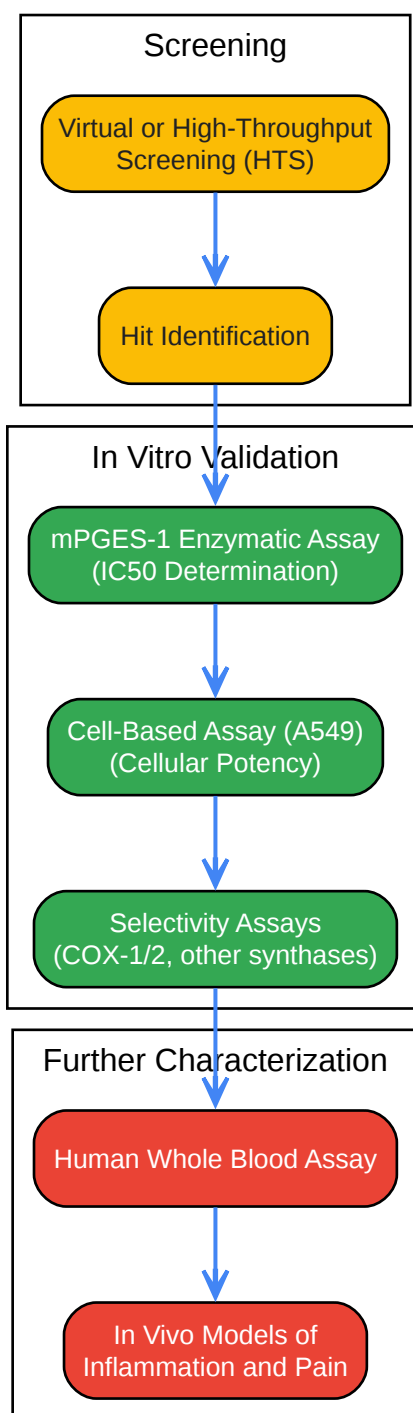 Screening
Virtual or High-Throughput
Screening (HTS)
Hit Identification
In Vitro Validation
mPGES-1 Enzymatic Assay
(IC50 Determination)
Cell-Based Assay (A549)
(Cellular Potency)
Selectivity Assays
(COX-1/2, other synthases)
Further Characterization
Human Whole Blood Assay
In Vivo Models of
Inflammation and Pain